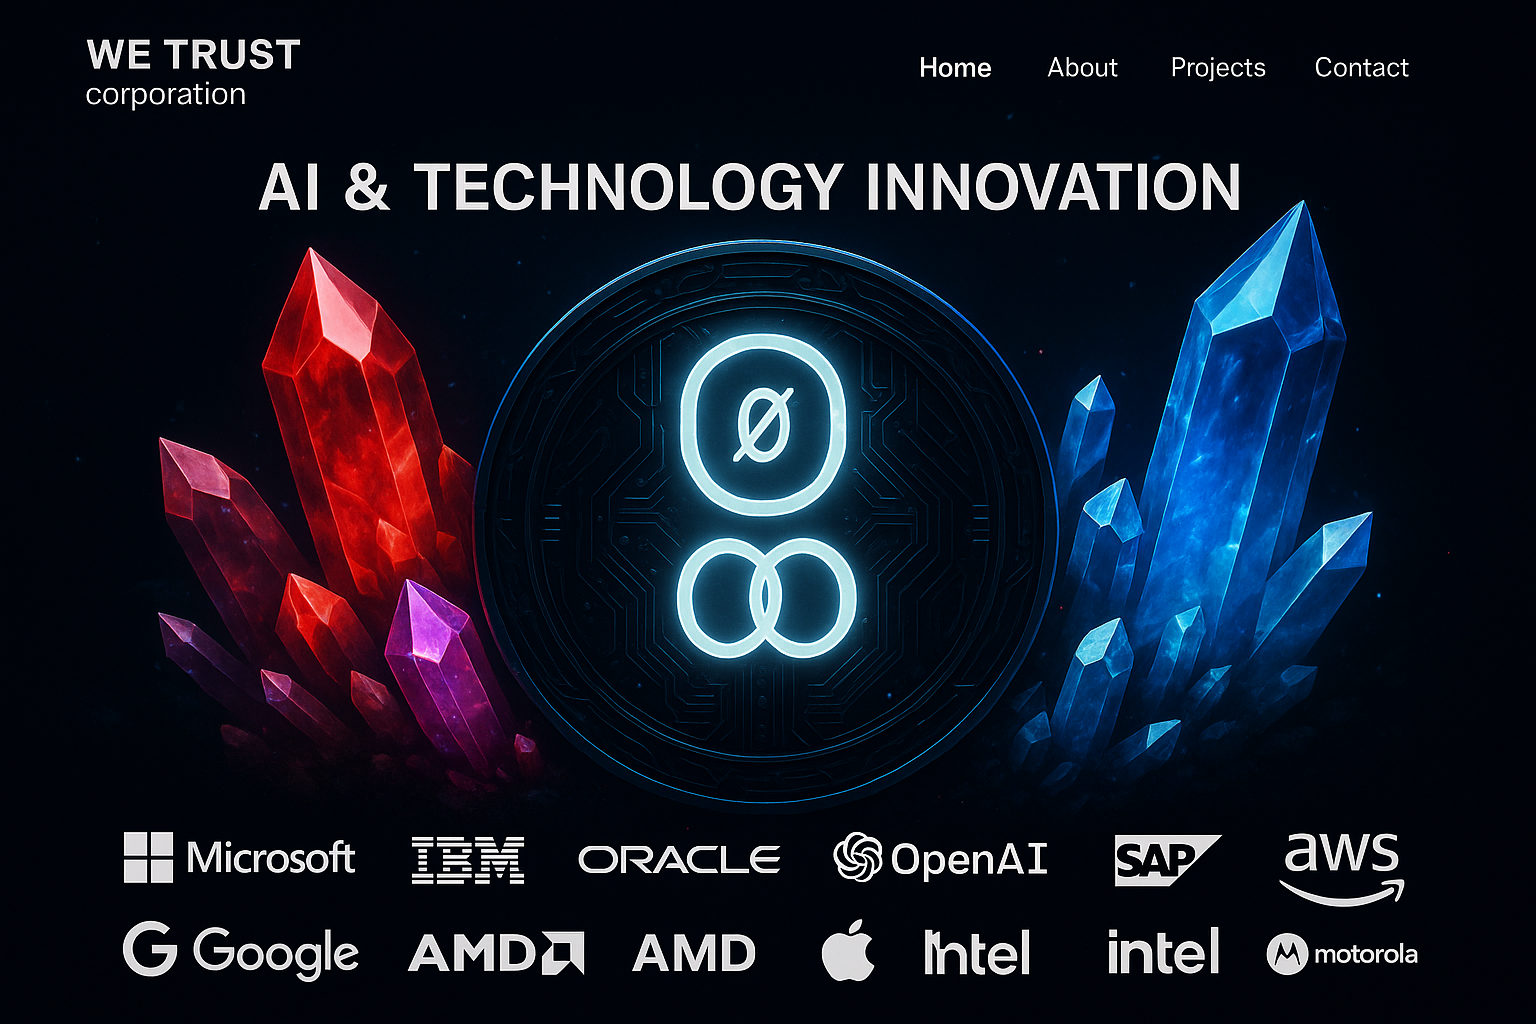 WE TRUST
corporation
Home About Projects Contact
AI & TECHNOLOGY INNOVATION
Ø
Microsoft IBM ORACLE OpenAI SAP aws
G Google AMD AMD intel motorola